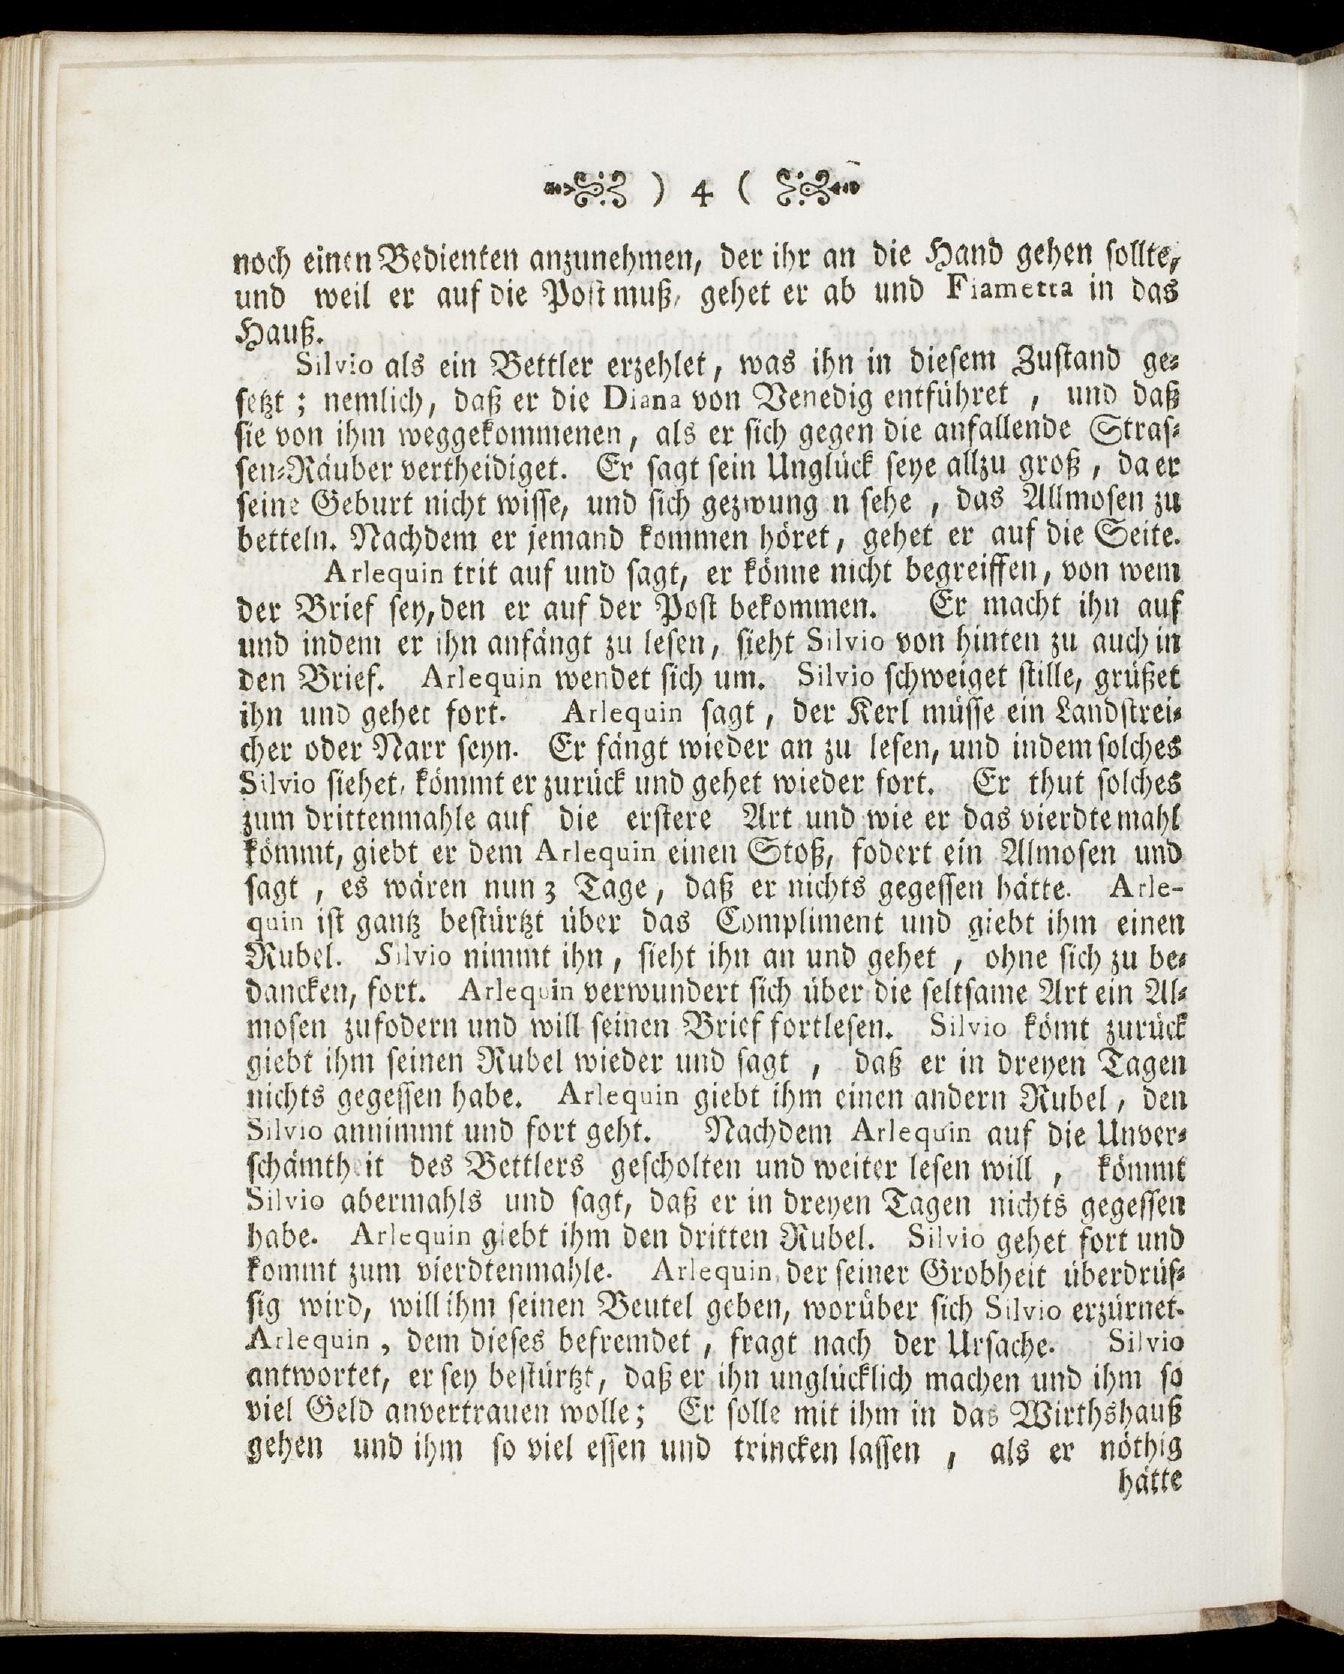 ) 4 (
noch einen Bedienten anzunehmen, der ihr an die Hand gehen sollte,
und weil er auf die Post muß, gehet er ab und Fiametta in das
Hauß.
Silvio als ein Bettler erzehlet, was ihn in diesem Zustand ge-
setzt; nemlich, daß er die Diana von Venedig entführet, und daß
sie von ihm weggekommenen, als er sich gegen die anfallende Stras-
sen-Räuber vertheidiget. Er sagt sein Unglück seye allzu groß, da er
seine Geburt nicht wisse, und sich gezwung n sehe, das Allmosen zu
betteln. Nachdem er jemand kommen höret, gehet er auf die Seite.
Arlequin trit auf und sagt, er könne nicht begreiffen, von wem
der Brief sey, den er auf der Post bekommen. Er macht ihn auf
und indem er ihn anfängt zu lesen, sieht Silvio von hinten zu auch in
den Brief. Arlequin wendet sich um. Silvio schweiget stille, grüßet
ihn und gehet fort. Arlequin sagt, der Kerl müsse ein Landstrei-
cher oder Narr seyn. Er fängt wieder an zu lesen, und indem solches
Silvio siehet, kömmt er zurück und gehet wieder fort. Er thut solches
zum drittenmahle auf die erstere Art und wie er das vierdtemahl
kömmt, giebt er dem Arlequin einen Stoß, fodert ein Almosen und
sagt, es wären nun 3 Tage, daß er nichts gegessen hätte. Arle-
quin ist gantz bestürtzt über das Compliment und giebt ihm einen
Rubel. Silvio nimmt ihn, sieht ihn an und gehet, ohne sich zu be-
dancken, fort. Arlequin verwundert sich über die seltsame Art ein Al-
mosen zufodern und will seinen Brief fortlesen. Silvio kömt zurück
giebt ihm seinen Rubel wieder und sagt, daß er in dreyen Tagen
nichts gegessen habe. Arlequin giebt ihm einen andern Rubel, den
Silvio annimmt und fort geht. Nachdem Arlequin auf die Unver-
schämtheit des Bettlers gescholten und weiter lesen will, kömmt
Silvio abermahls und sagt, daß er in dreyen Tagen nichts gegessen
habe. Arlequin giebt ihm den dritten Rubel. Silvio gehet fort und
kommt zum vierdtenmahle. Arlequin, der seiner Grobheit überdrüs-
sig wird, will ihm seinen Beutel geben, worüber sich Silvio erzürnet.
Arlequin, dem dieses befremdet, fragt nach der Ursache. Silvio
antwortet, er sey bestürtzt, daß er ihn unglücklich machen und ihm so
viel Geld anvertrauen wolle; Er solle mit ihm in das Wirthshauß
gehen und ihm so viel essen und trincken lassen, als er nöthig
hätte